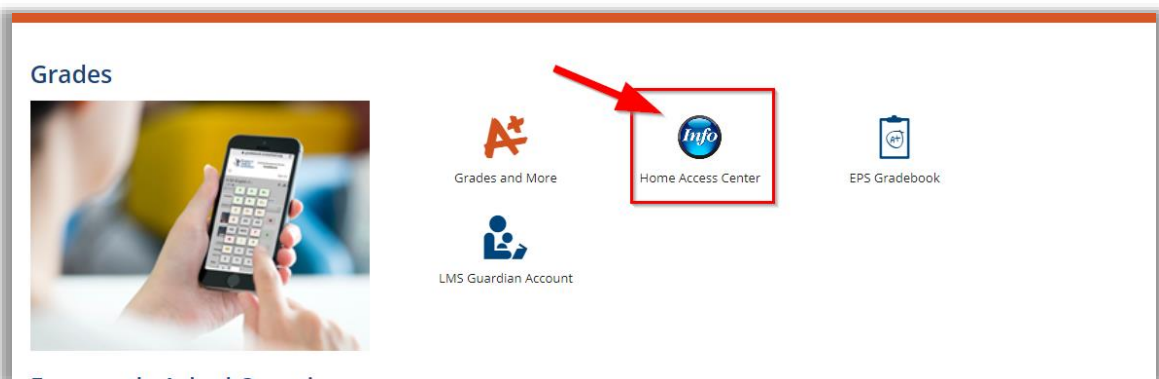 Grades
A+
Info
A+
Grades and More
Home Access Center
EPS Gradebook
LMS Guardian Account